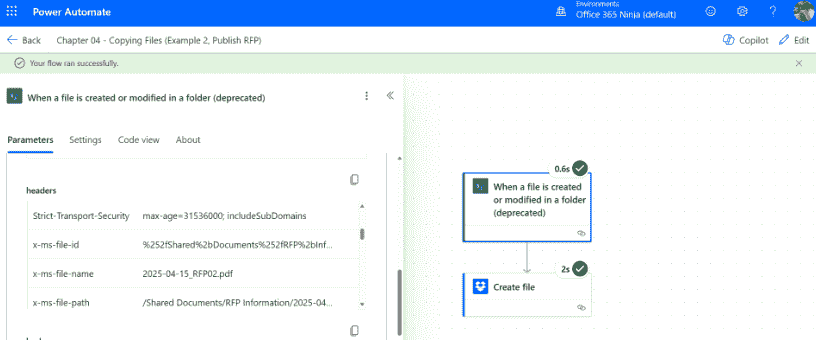 Power Automate
Environments
Office 365 Ninja (default)
Back
Chapter 04 - Copying Files (Example 2, Publish RFP)
Copilot
Edit
Your flow ran successfully.
When a file is created or modified in a folder (deprecated)
Parameters
Settings
Code view
About
headers
Strict-Transport-Security max-age=31536000; includeSubDomains
x-ms-file-id %252fShared%2bDocuments%252fRFP%2bInf...
x-ms-file-name 2025-04-15_RFP02.pdf
x-ms-file-path /Shared Documents/RFP Information/2025-04...
0.6s
When a file is created
or modified in a folder
(deprecated)
2s
Create file